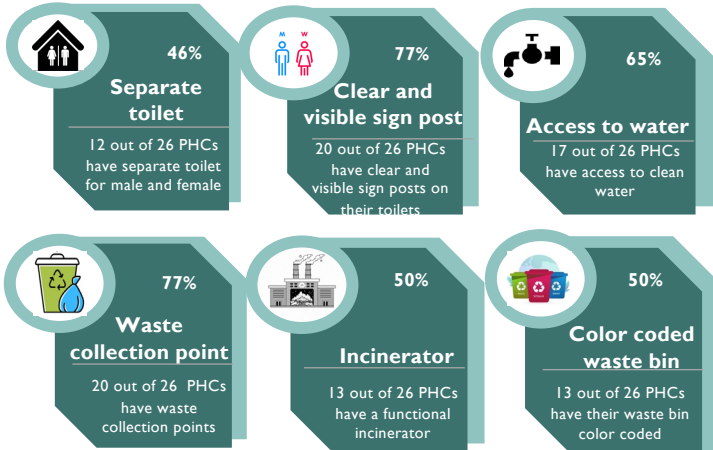 46%
Separate
toilet
12 out of 26 PHCs
have separate toilet
for male and female
M W
77%
Clear and
visible sign post
20 out of 26 PHCs
have clear and
visible sign posts on
their toilets
65%
Access to water
17 out of 26 PHCs
have access to clean
water
77%
Waste
collection point
20 out of 26 PHCs
have waste
collection points
50%
Incinerator
13 out of 26 PHCs
have a functional
incinerator
50%
Color coded
waste bin
13 out of 26 PHCs
have their waste bin
color coded